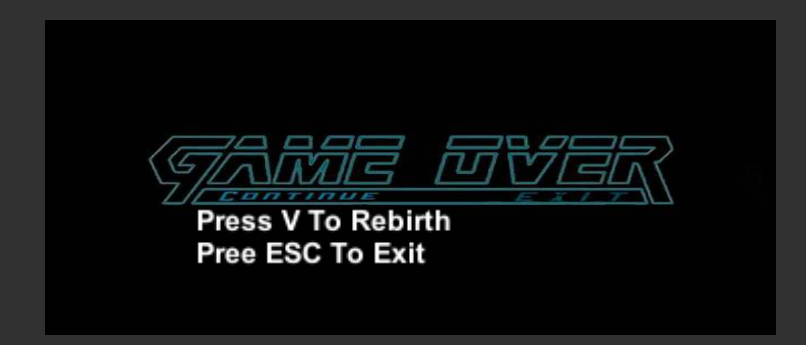 GAME OVER
CONTINUE EXIT
Press V To Rebirth
Pree ESC To Exit